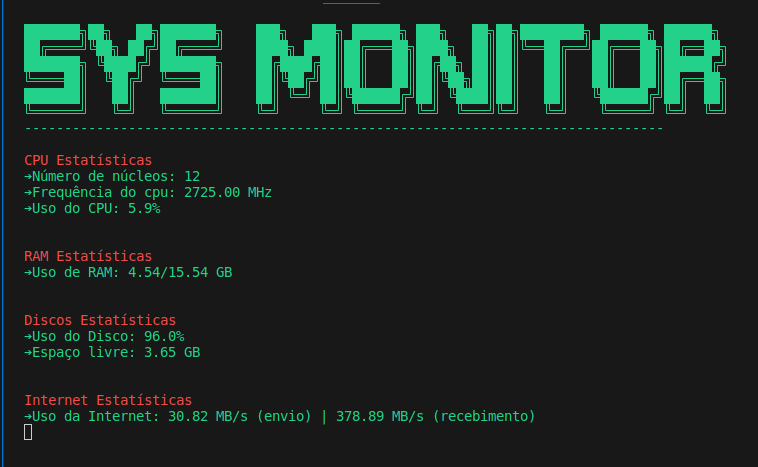 SYS MONITOR
--------------------------------------------------------------------------------
CPU Estatísticas
➔Número de núcleos: 12
➔Frequência do cpu: 2725.00 MHz
➔Uso do CPU: 5.9%
RAM Estatísticas
➔Uso de RAM: 4.54/15.54 GB
Discos Estatísticas
➔Uso do Disco: 96.0%
➔Espaço livre: 3.65 GB
Internet Estatísticas
➔Uso da Internet: 30.82 MB/s (envio) | 378.89 MB/s (recebimento)